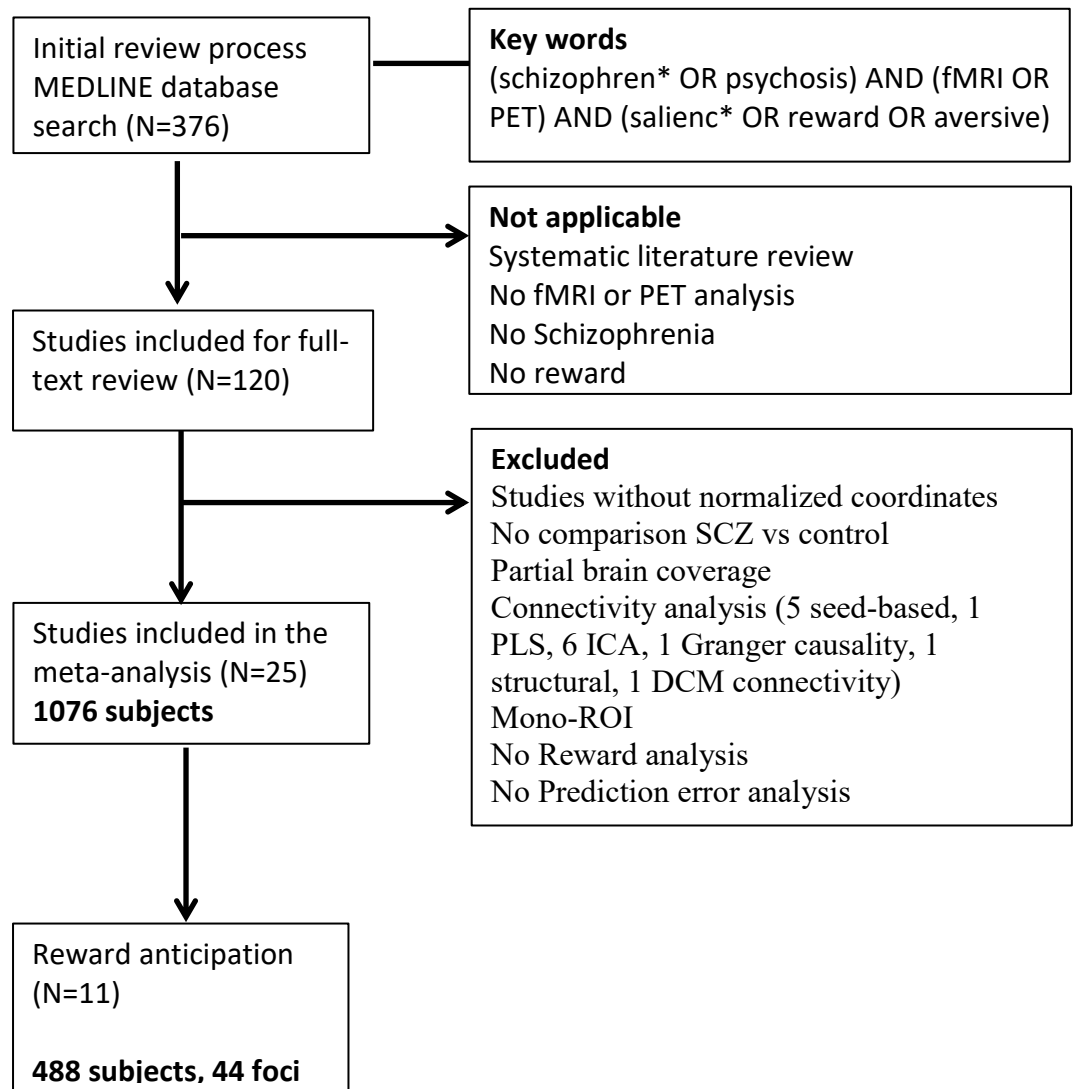 Initial review process
MEDLINE database
search (N=376)
Key words
(schizophren* OR psychosis) AND (fMRI OR
PET) AND (salienc* OR reward OR aversive)
Not applicable
Systematic literature review
No fMRI or PET analysis
No Schizophrenia
No reward
Studies included for full-
text review (N=120)
Excluded
Studies without normalized coordinates
No comparison SCZ vs control
Partial brain coverage
Connectivity analysis (5 seed-based, 1
PLS, 6 ICA, 1 Granger causality, 1
structural, 1 DCM connectivity)
Mono-ROI
No Reward analysis
No Prediction error analysis
Studies included in the
meta-analysis (N=25)
1076 subjects
Reward anticipation
(N=11)
488 subjects, 44 foci